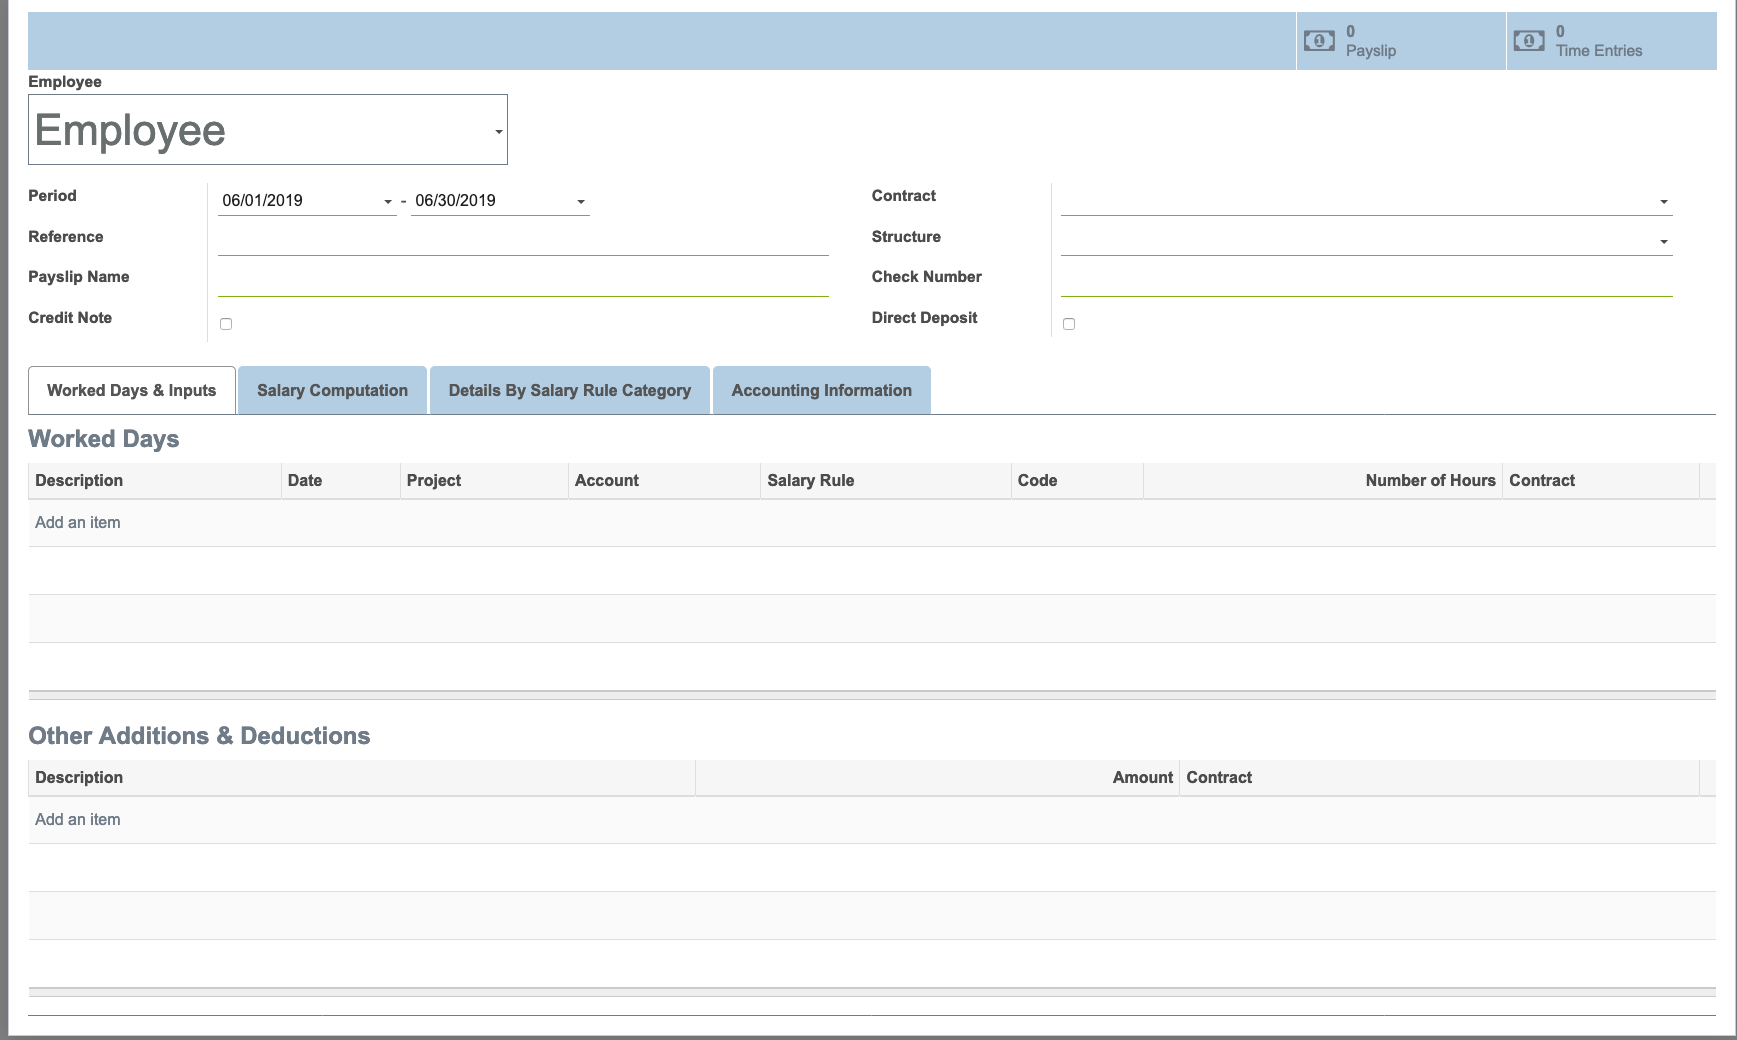 0
Payslip
0
Time Entries
Employee
Employee
Period 06/01/2019 - 06/30/2019
Reference
Payslip Name
Credit Note
Contract
Structure
Check Number
Direct Deposit
Worked Days & Inputs Salary Computation Details By Salary Rule Category Accounting Information
Worked Days
Description Date Project Account Salary Rule Code Number of Hours Contract
Add an item
Other Additions & Deductions
Description Amount Contract
Add an item